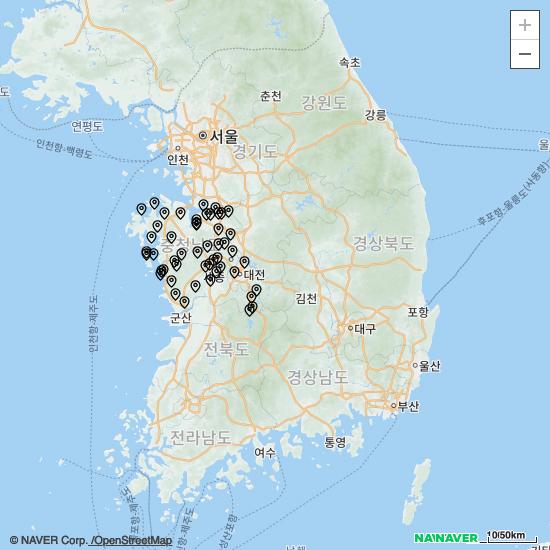 +
−
속초
춘천
강원도
도
강릉
연평도
서울
울
인천
경기도
인천항-백령도
후포항-울릉도(사동항)
충청남
경상북도
대전
종
김천
인천항-제주도
군산
포항
대구
전북도
울산
경상남도
부산
전라남도
통영
여수
© NAVER Corp. /OpenStreetMap
NAVER
10/50km